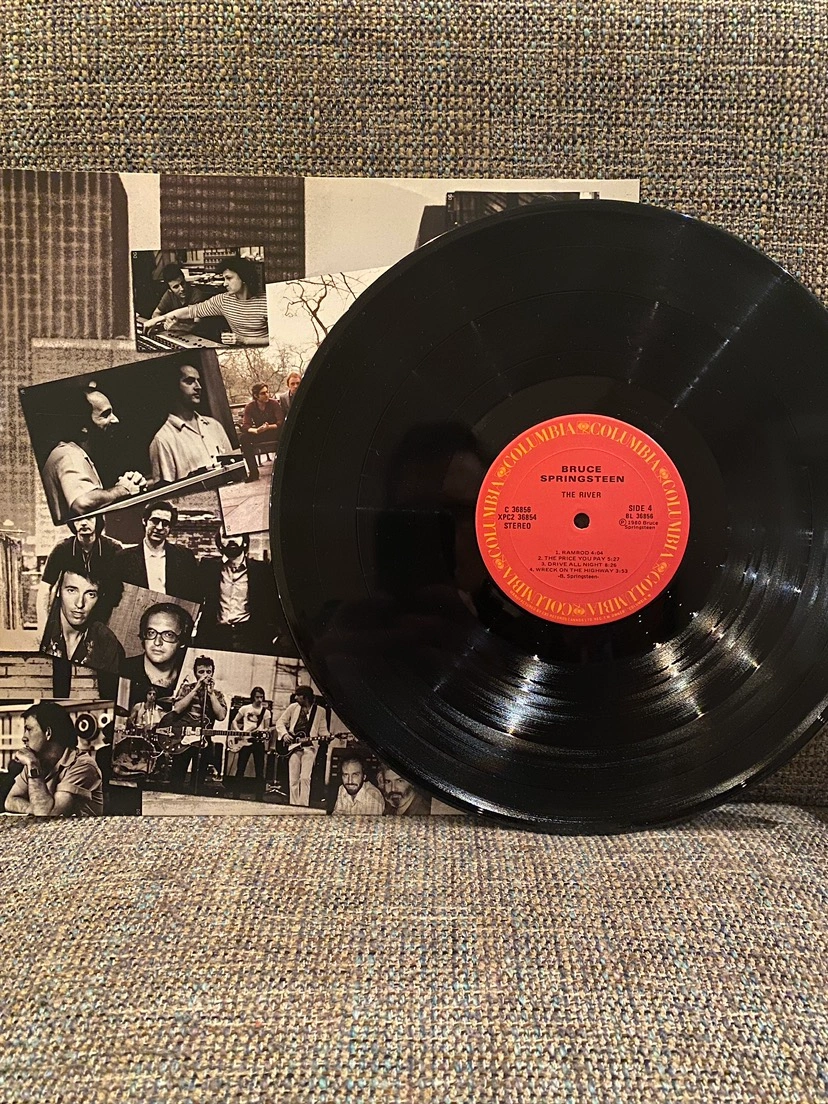 COLUMBIA COLUMBIA COLUMBIA COLUMBIA COLUMBIA COLUMBIA
BRUCE
SPRINGSTEEN
THE RIVER
C 36856
XPC2 36854
STEREO
SIDE 4
BL 36856
Ⓟ 1980 Bruce
Springsteen
1. RAMROD 4:04
2. THE PRICE YOU PAY 5:27
3. DRIVE ALL NIGHT 8:26
4. WRECK ON THE HIGHWAY 3:53
-B. Springsteen-